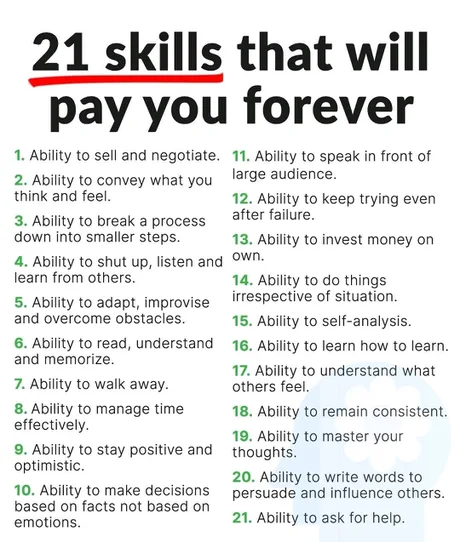 21 skills that will
pay you forever
1. Ability to sell and negotiate.
2. Ability to convey what you
think and feel.
3. Ability to break a process
down into smaller steps.
4. Ability to shut up, listen and
learn from others.
5. Ability to adapt, improvise
and overcome obstacles.
6. Ability to read, understand
and memorize.
7. Ability to walk away.
8. Ability to manage time
effectively.
9. Ability to stay positive and
optimistic.
10. Ability to make decisions
based on facts not based on
emotions.
11. Ability to speak in front of
large audience.
12. Ability to keep trying even
after failure.
13. Ability to invest money on
own.
14. Ability to do things
irrespective of situation.
15. Ability to self-analysis.
16. Ability to learn how to learn.
17. Ability to understand what
others feel.
18. Ability to remain consistent.
19. Ability to master your
thoughts.
20. Ability to write words to
persuade and influence others.
21. Ability to ask for help.